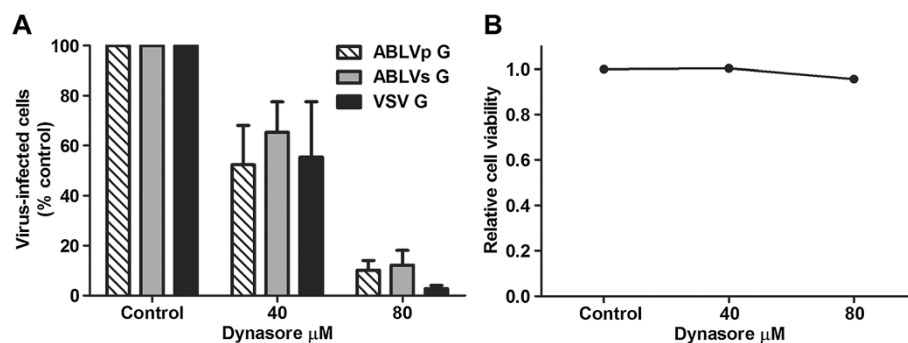 A
Virus-infected cells
(% control)
100
80
60
40
20
0
ABLVp G
ABLVs G
VSV G
Control
40
80
Dynasore μM
B
Relative cell viability
1.0
0.8
0.6
0.4
0.2
0.0
Control
40
80
Dynasore μM